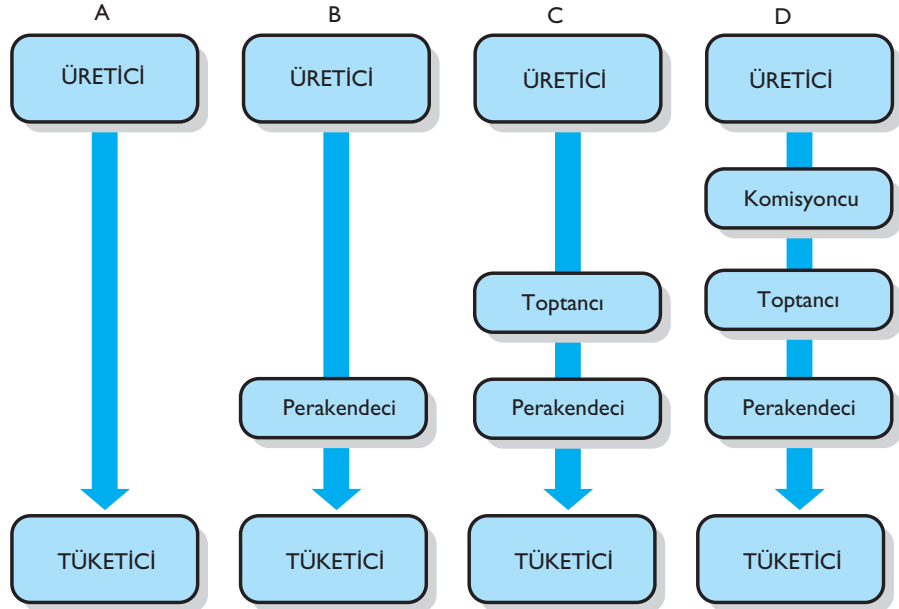 A
B
C
D
ÜRETİCİ
ÜRETİCİ
ÜRETİCİ
ÜRETİCİ
Komisyoncu
Toptancı
Toptancı
Perakendeci
Perakendeci
Perakendeci
TÜKETİCİ
TÜKETİCİ
TÜKETİCİ
TÜKETİCİ